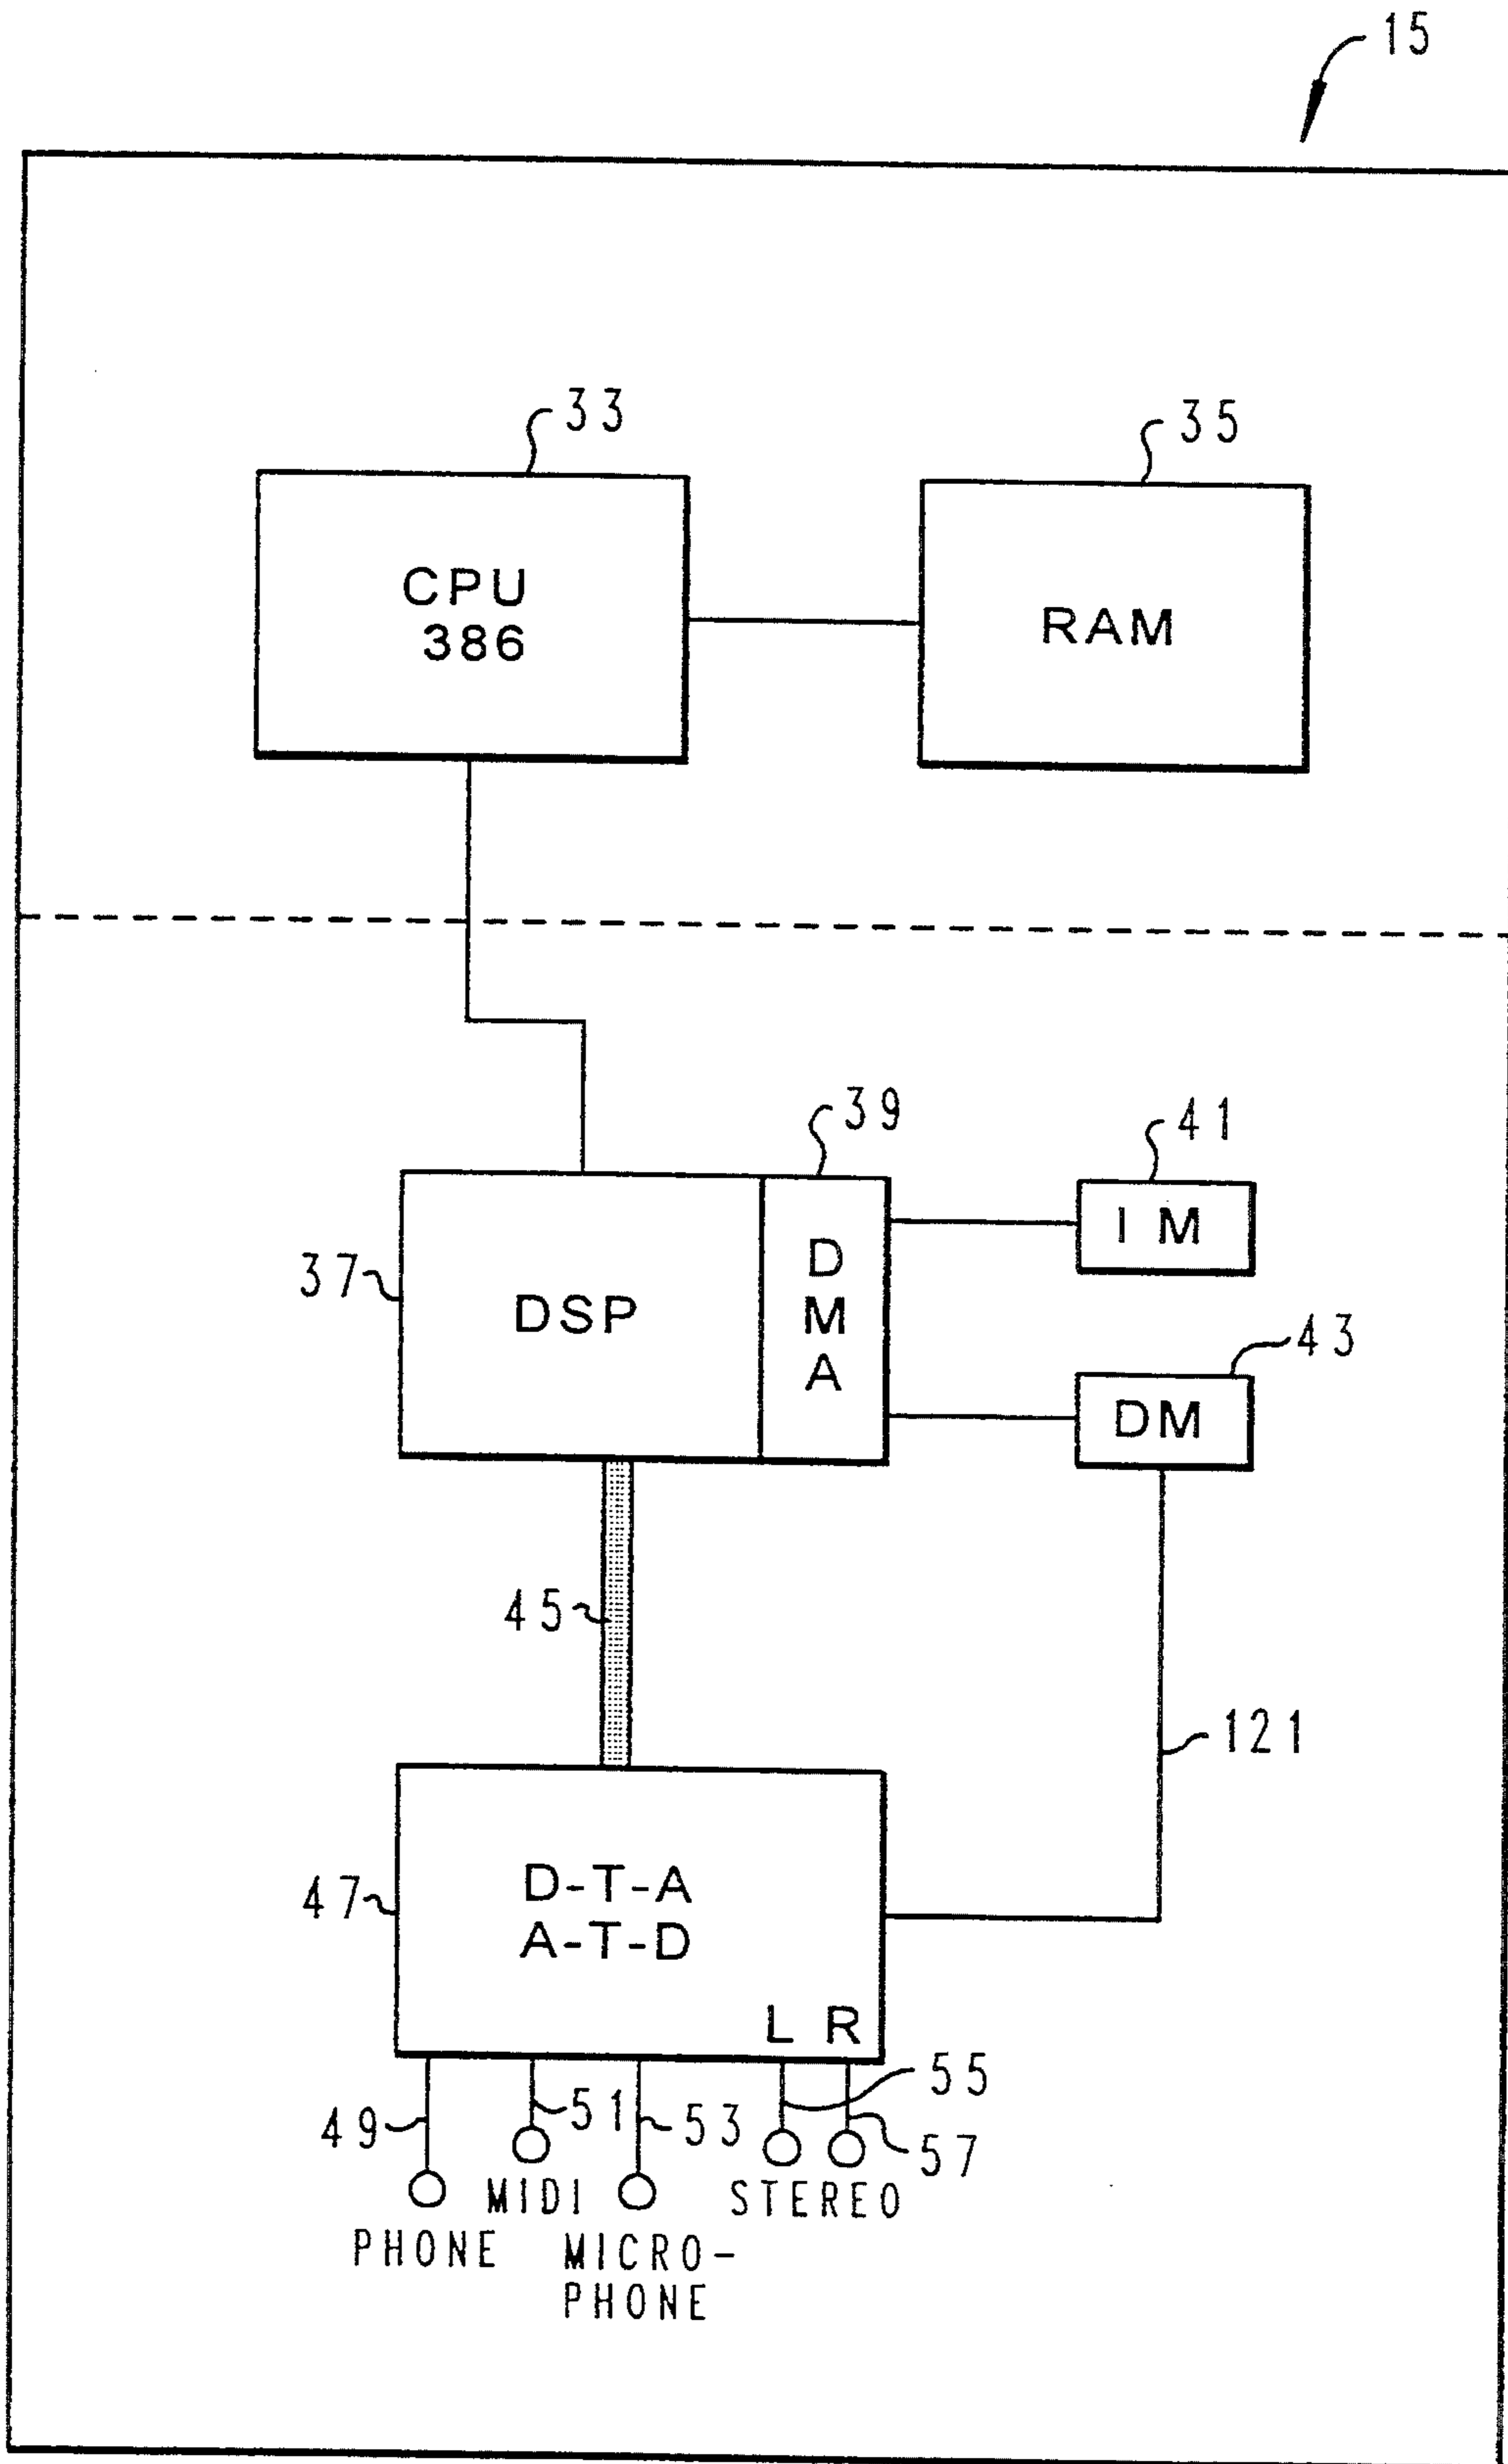 15
33
35
CPU
386
RAM
39
41
37
DSP
D
M
A
I M
43
DM
45
121
47
D-T-A
A-T-D
L R
55
49
51
53
57
MIDI
STEREO
PHONE
MICRO-
PHONE